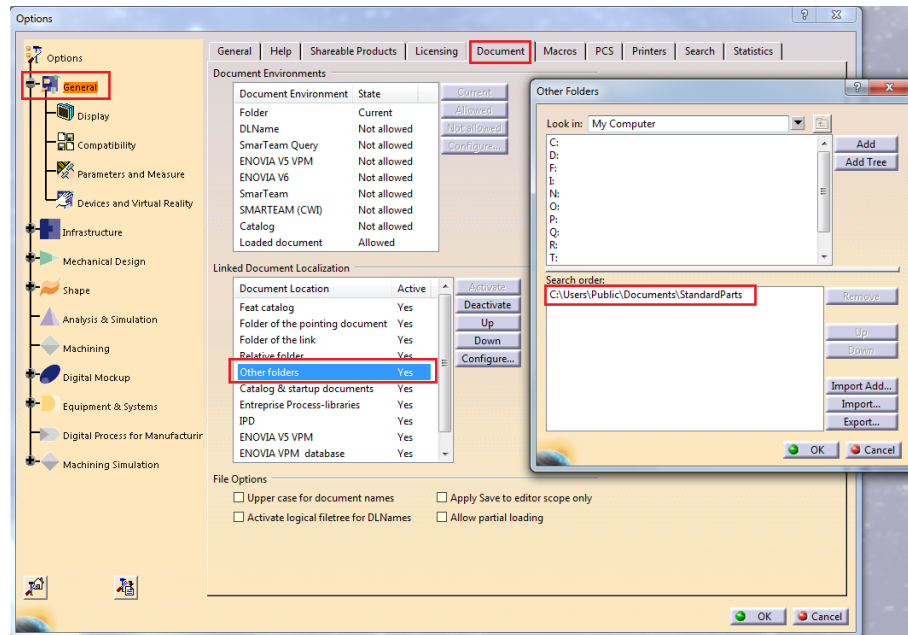 Options
Options
General
Display
Compatibility
Parameters and Measure
Devices and Virtual Reality
Infrastructure
Mechanical Design
Shape
Analysis & Simulation
Machining
Digital Mockup
Equipment & Systems
Digital Process for Manufacturir
Machining Simulation
General Help Shareable Products Licensing Document Macros PCS Printers Search Statistics
Document Environments
Document Environment State
Folder Current
DLName Not allowed
SmarTeam Query Not allowed
ENOVIA V5 VPM Not allowed
ENOVIA V6 Not allowed
SmarTeam Not allowed
SMARTEAM (CWI) Not allowed
Catalog Not allowed
Loaded document Allowed
Current
Allowed
Not allowed
Configure...
Linked Document Localization
Document Location Active
Feat catalog Yes
Folder of the pointing document Yes
Folder of the link Yes
Relative folder Yes
Other folders Yes
Catalog & startup documents Yes
Entreprise Process-libraries Yes
IPD Yes
ENOVIA V5 VPM Yes
ENOVIA VPM database Yes
Activate
Deactivate
Up
Down
Configure...
File Options
Upper case for document names
Apply Save to editor scope only
Activate logical filetree for DLNames
Allow partial loading
OK
Cancel
Other Folders
Look in: My Computer
C:
D:
F:
I:
N:
O:
P:
Q:
R:
T:
Add
Add Tree
Search order:
C:\Users\Public\Documents\StandardParts
Remove
Up
Down
Import Add...
Import...
Export...
OK
Cancel